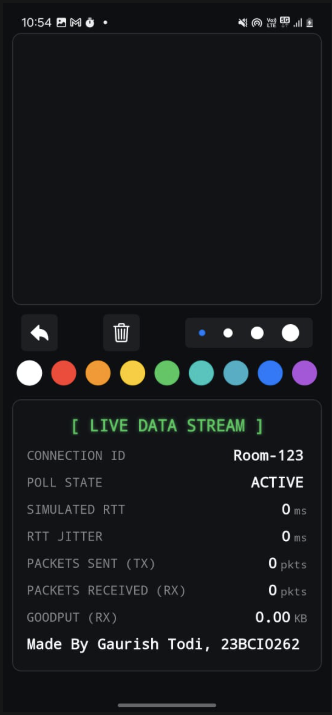 10:54
[ LIVE DATA STREAM ]
CONNECTION ID Room-123
POLL STATE ACTIVE
SIMULATED RTT 0 ms
RTT JITTER 0 ms
PACKETS SENT (TX) 0 pkts
PACKETS RECEIVED (RX) 0 pkts
GOODPUT (RX) 0.00 KB
Made By Gaurish Todi, 23BCI0262